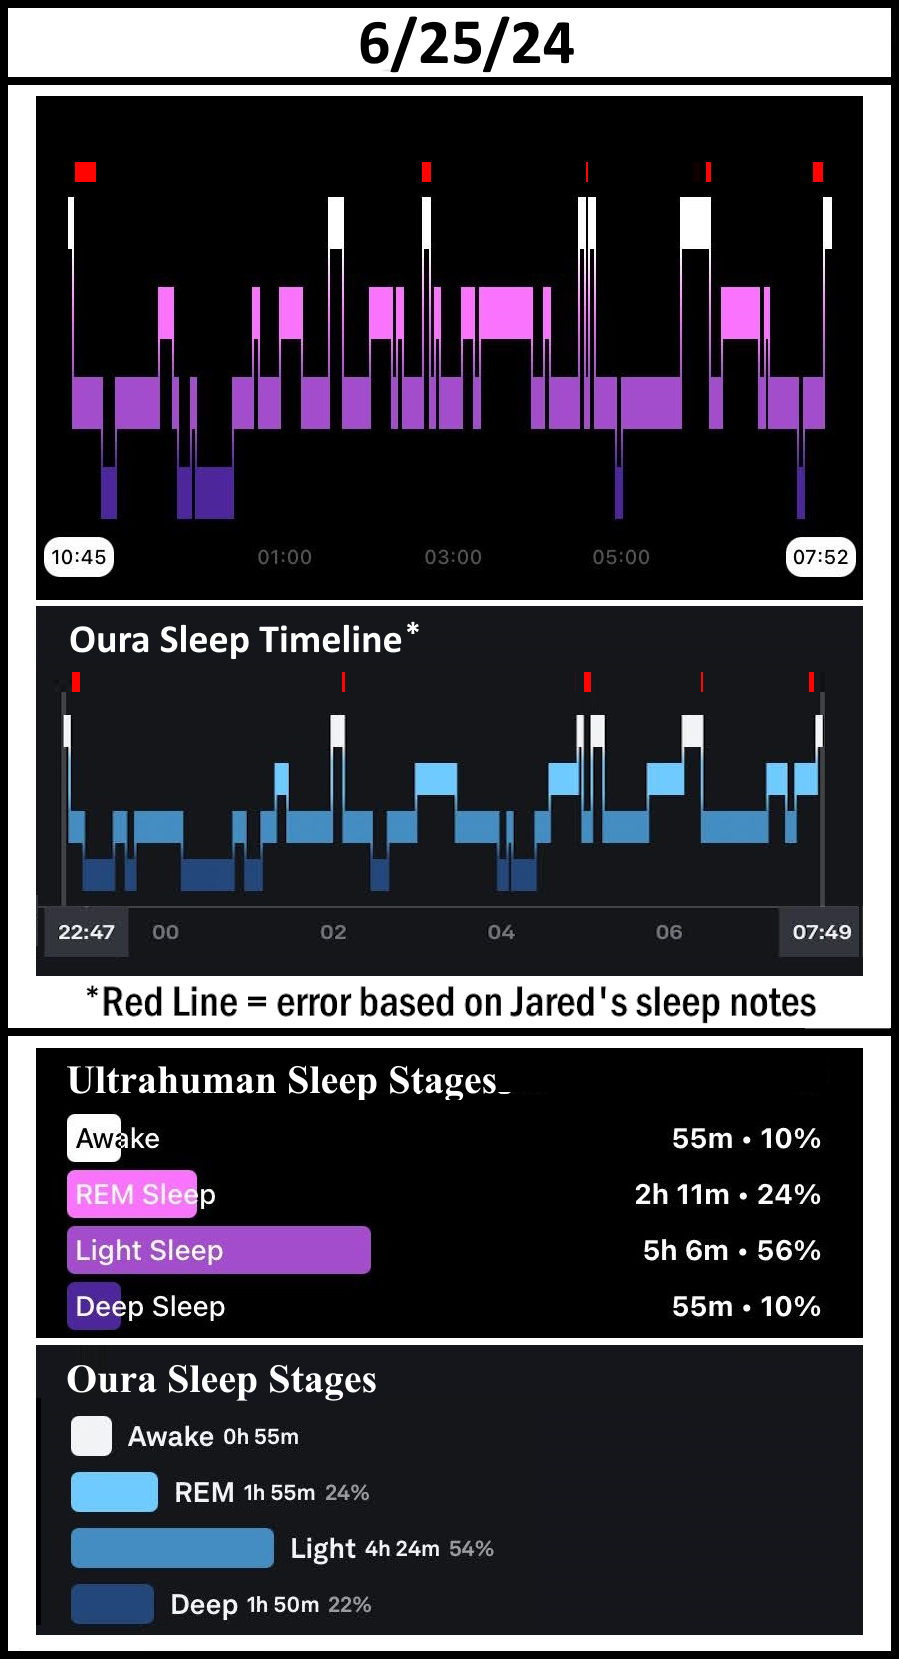 6/25/24
10:45 01:00 03:00 05:00 07:52
Oura Sleep Timeline*
22:47 00 02 04 06 07:49
*Red Line = error based on Jared's sleep notes
Ultrahuman Sleep Stages
Awake 55m • 10%
REM Sleep 2h 11m • 24%
Light Sleep 5h 6m • 56%
Deep Sleep 55m • 10%
Oura Sleep Stages
Awake 0h 55m
REM 1h 55m 24%
Light 4h 24m 54%
Deep 1h 50m 22%